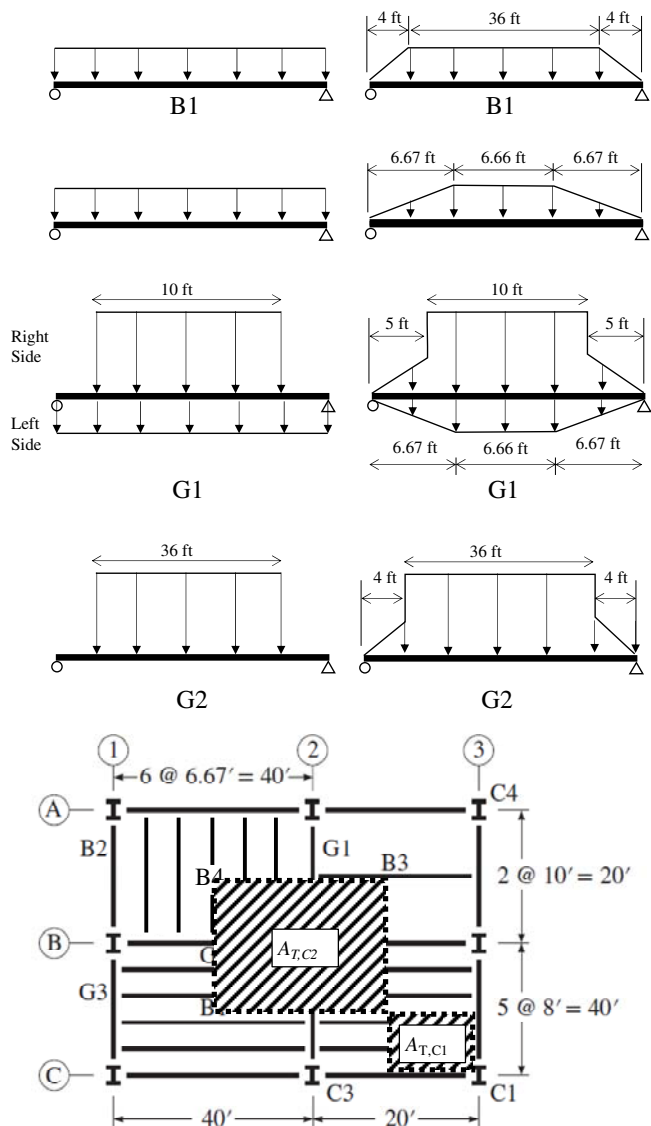 4 ft 36 ft 4 ft
B1 B1
6.67 ft 6.66 ft 6.67 ft
10 ft 10 ft
Right
Side
5 ft 5 ft
Left
Side
6.67 ft 6.66 ft 6.67 ft
G1 G1
36 ft 36 ft
4 ft 4 ft
G2 G2
1 2 3
6 @ 6.67′ = 40′
C4
A
B2 G1 B3
B4
2 @ 10′ = 20′
B
A_{T,C2}
C
G3
5 @ 8′ = 40′
A_{T,C1}
C
C3 C1
40′ 20′